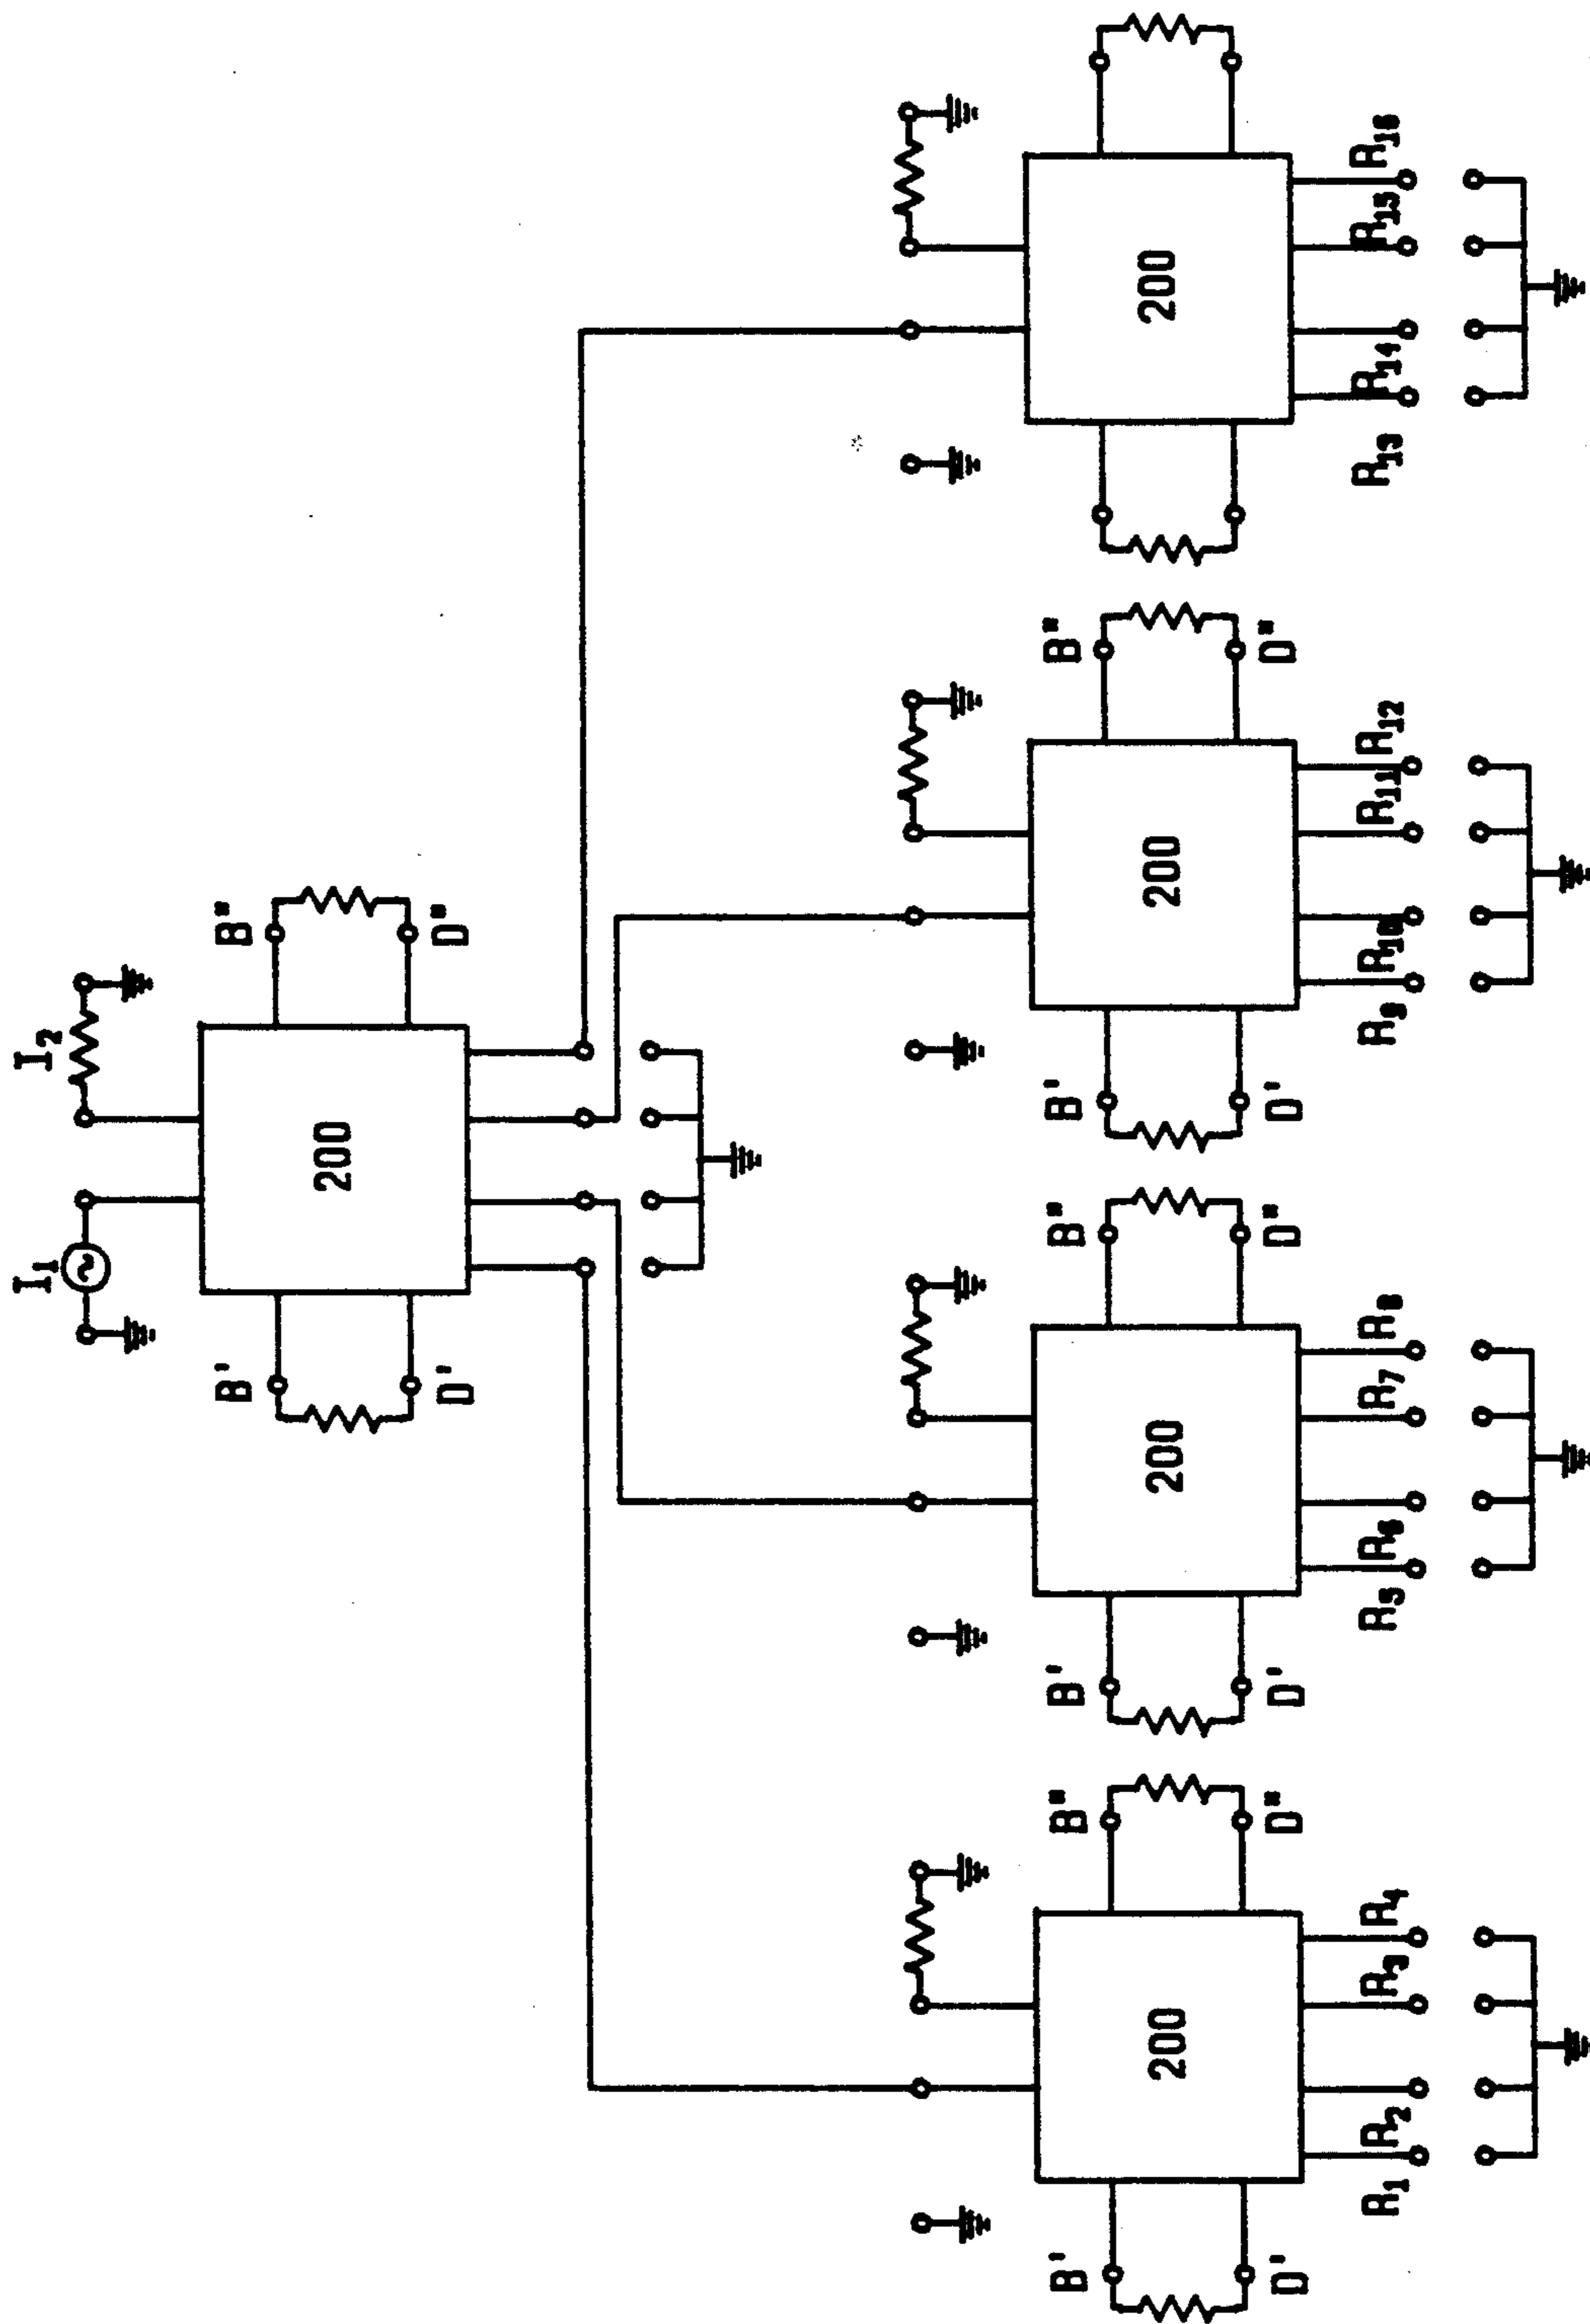 I₁
I₂
B'
B"
200
D'
D"
B'
B"
B'
B"
B'
B"
200
200
200
200
D'
D"
D'
D"
D'
D"
R₁
R₂
R₃
R₄
R₅
R₆
R₇
R₈
R₉
R₁₀
R₁₁
R₁₂
R₁₃
R₁₄
R₁₅
R₁₆